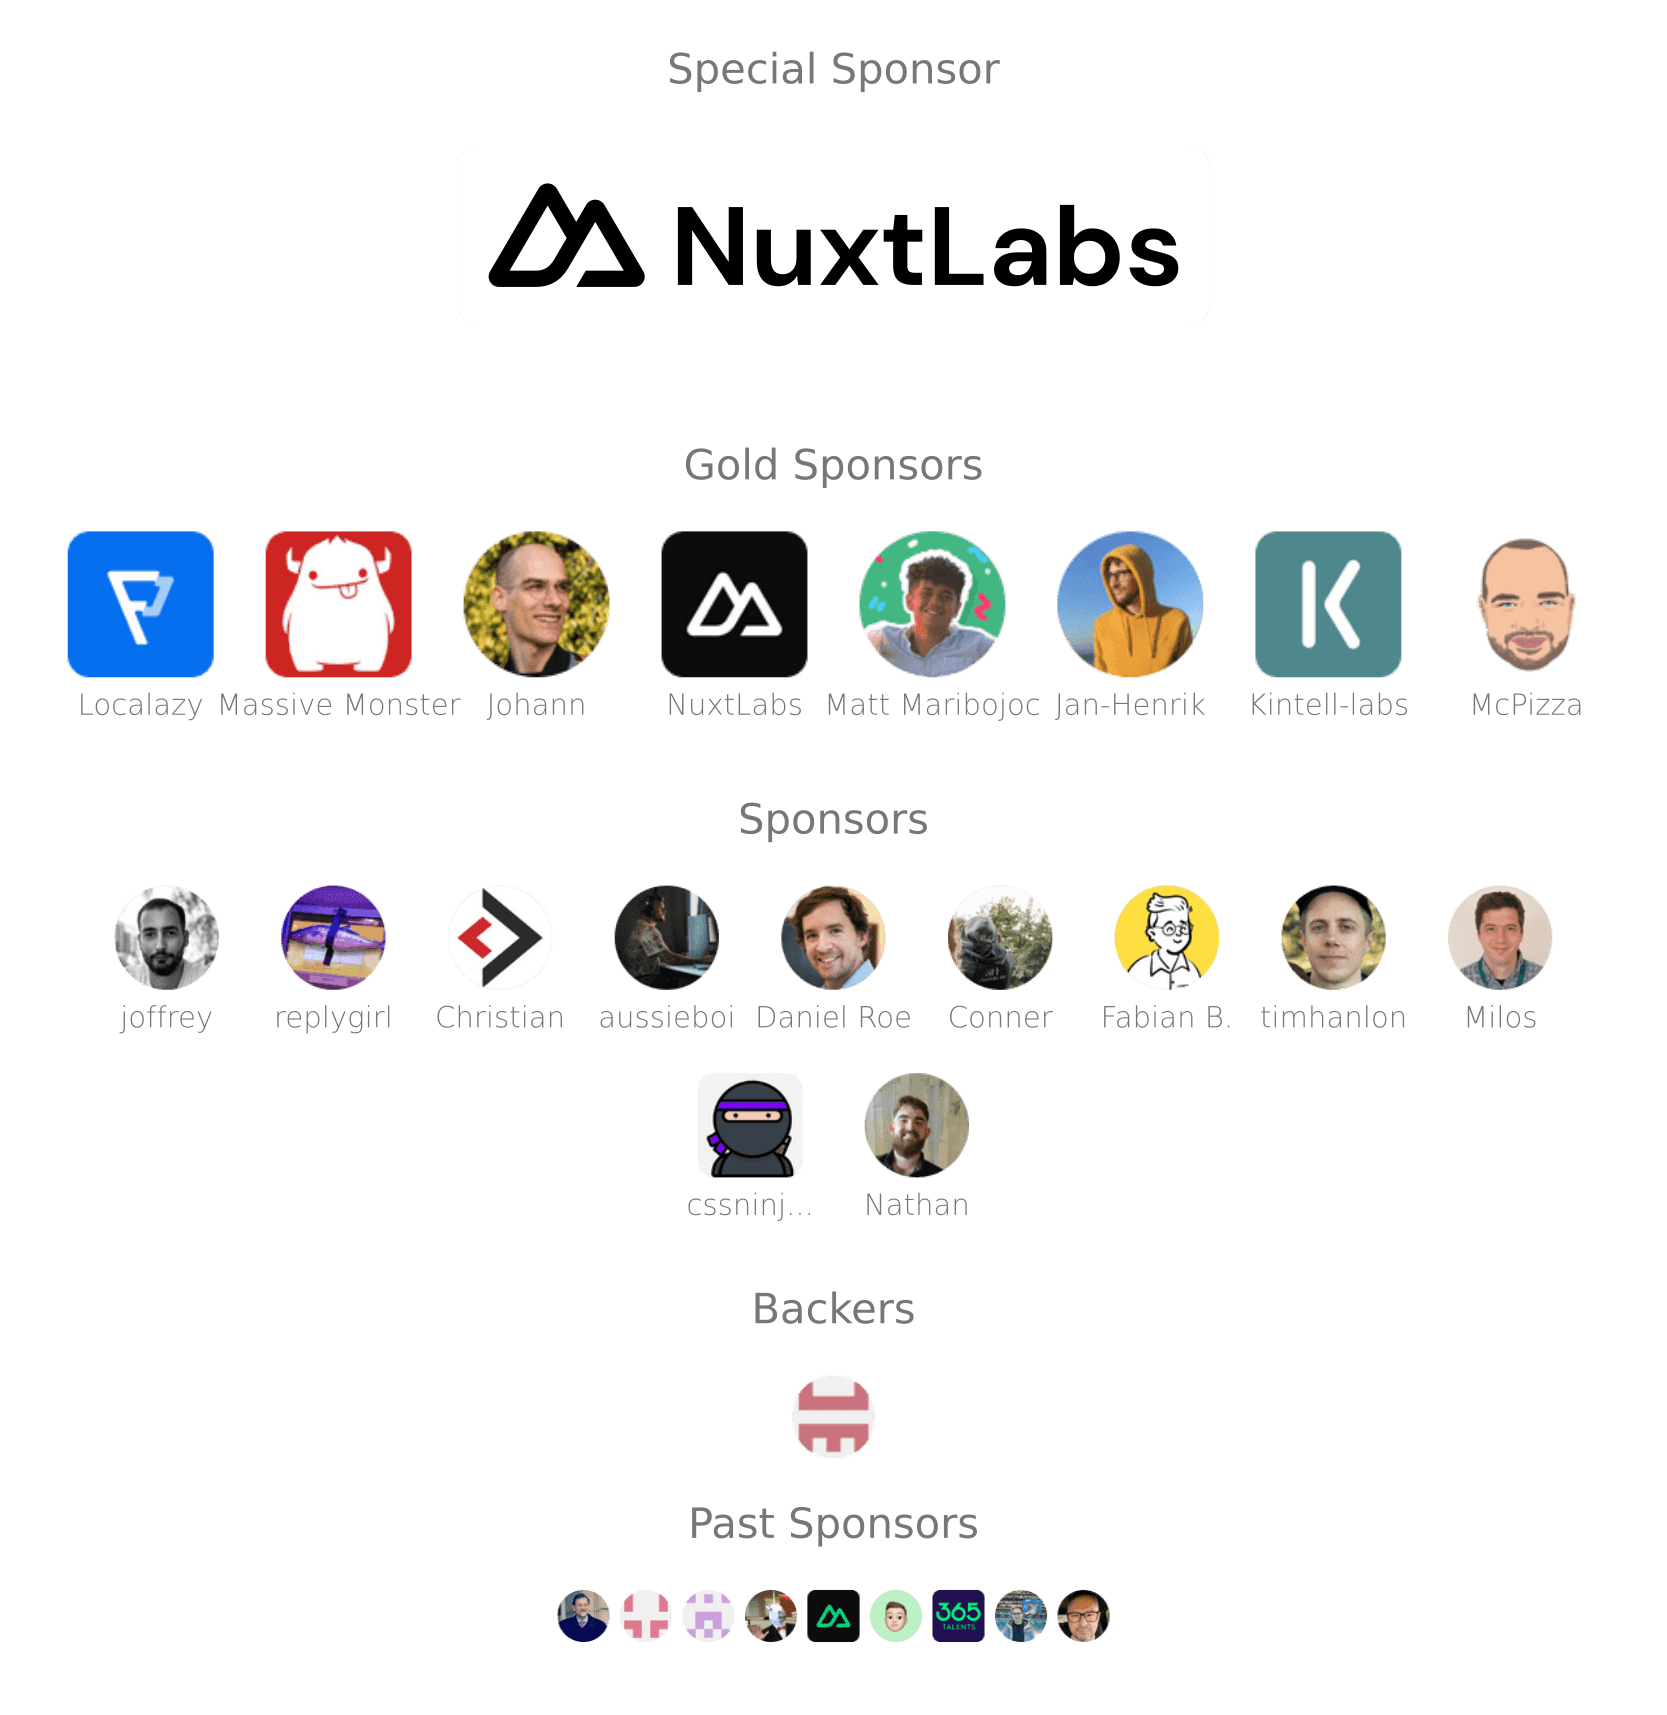 Special Sponsor
NuxtLabs
Gold Sponsors
Localazy Massive Monster Johann NuxtLabs Matt Maribojoc Jan-Henrik Kintell-labs McPizza
Sponsors
joffrey replygirl Christian aussieboi Daniel Roe Conner Fabian B. timhanlon Milos
cssninj... Nathan
Backers
Past Sponsors
365
TALENTS